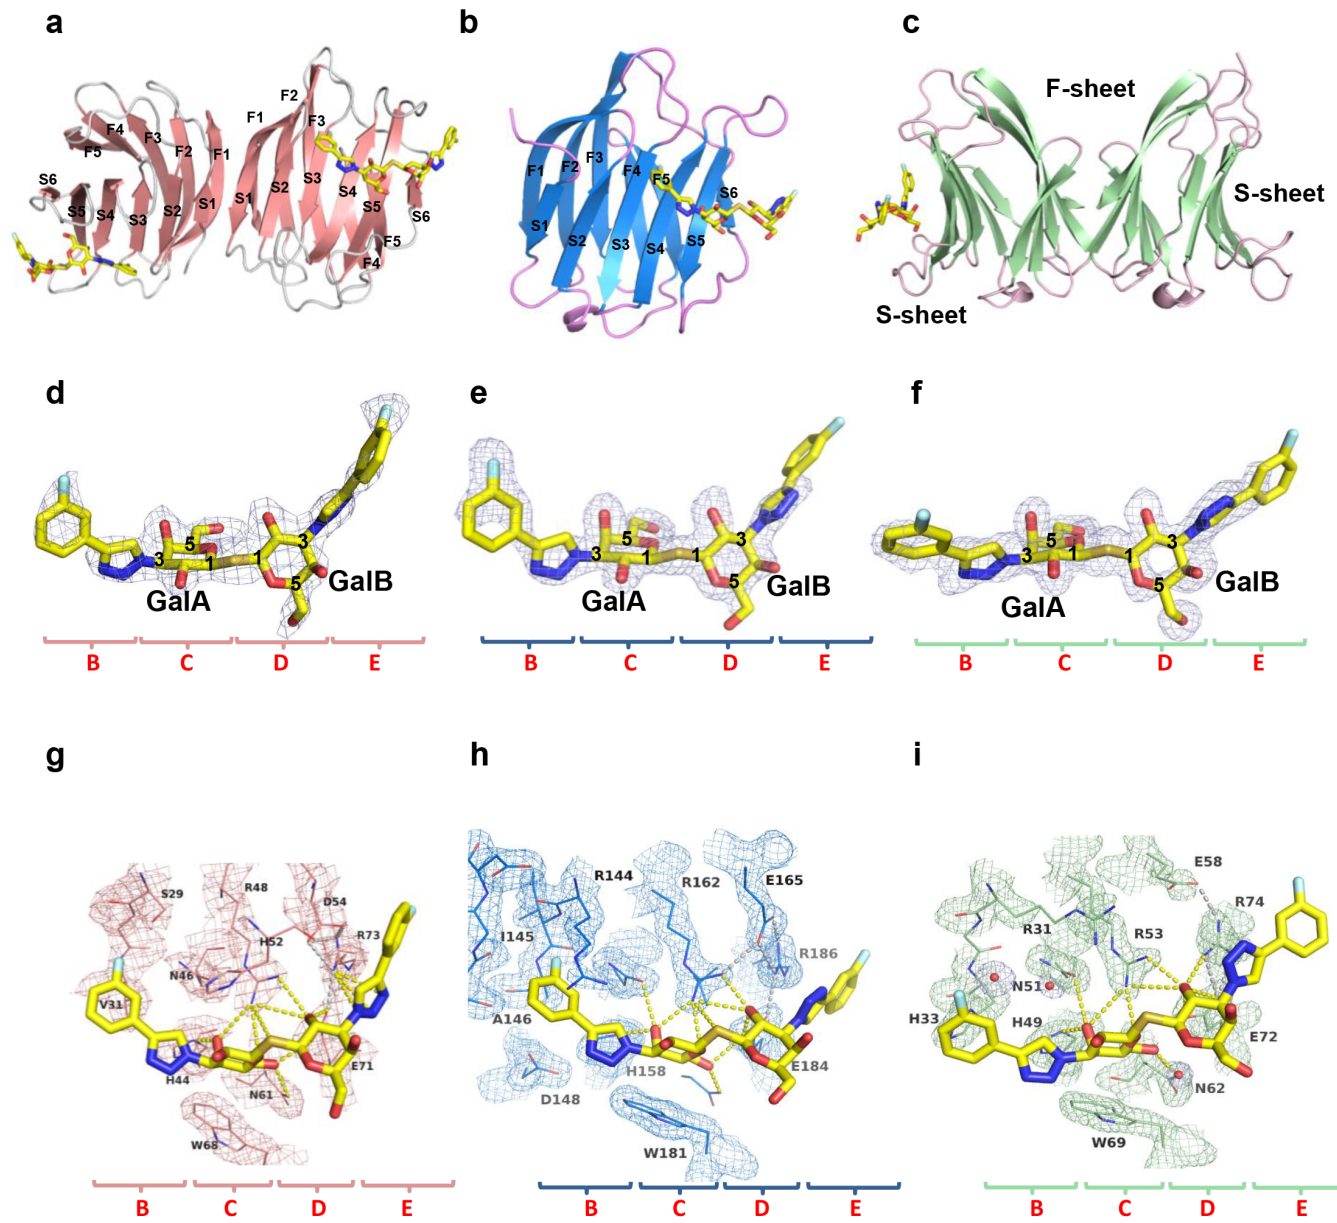 a
b
c
F2
F1
F3
F4
F3
F2
F1
F5
S6
S5
S4
S3
S2
S1
S1
S2
S3
S4
S5
S6
F5
F4
F1
F2
F3
F4
F5
S6
S1
S2
S3
S4
S5
F-sheet
S-sheet
S-sheet
d
e
f
5
3
1
1
3
5
GalA
GalB
B
C
D
E
5
3
1
1
3
5
GalA
GalB
B
C
D
E
5
3
1
1
3
5
GalA
GalB
B
C
D
E
g
h
i
S29
R48
D54
H52
R73
N46
V31
H44
N61
E71
W68
B
C
D
E
R144
R162
E165
I145
R186
A146
H158
E184
D148
W181
B
C
D
E
E58
R31
R53
R74
N51
H33
H49
E72
N62
W69
B
C
D
E